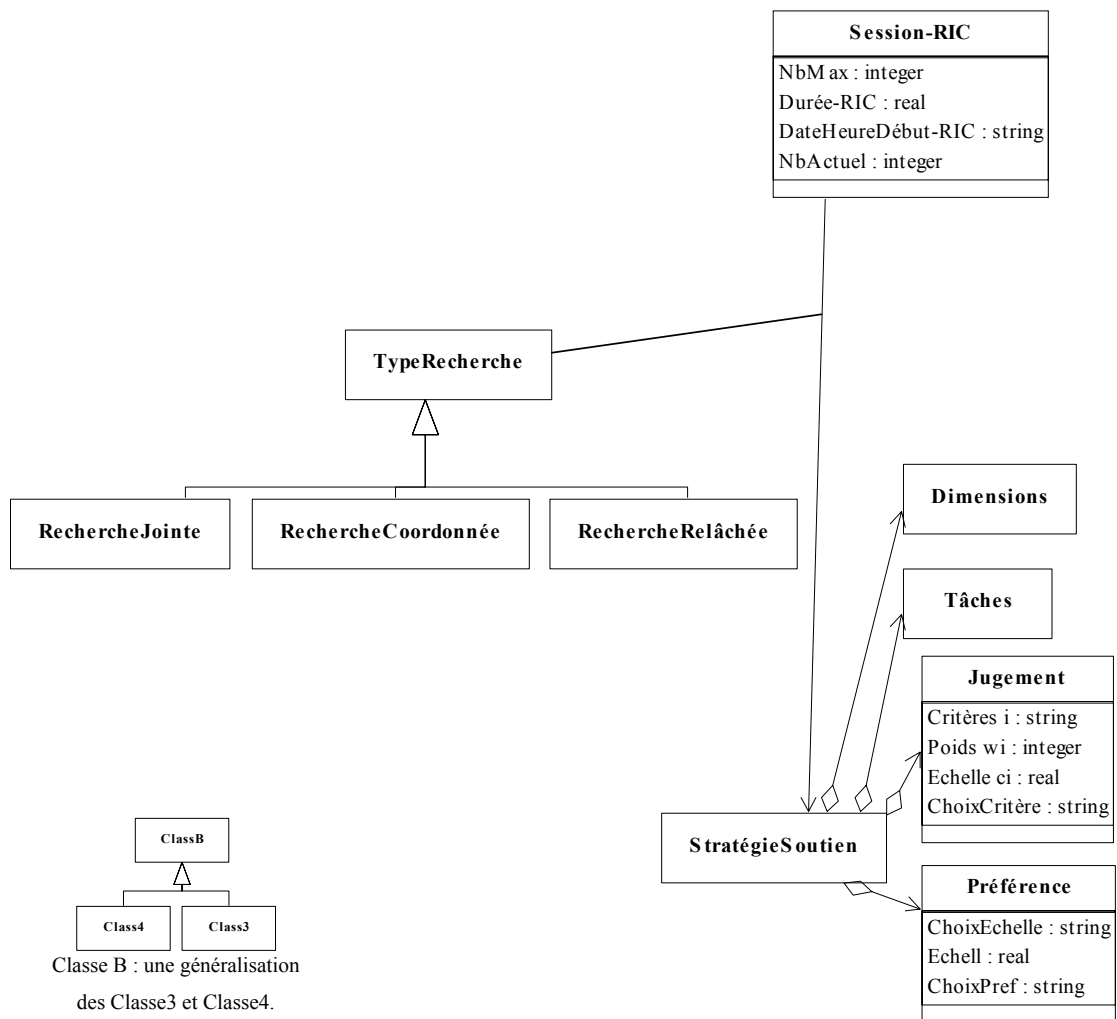 Session-RIC
NbMax : integer
Durée-RIC : real
DateHeureDébut-RIC : string
NbActuel : integer
TypeRecherche
RechercheJointe
RechercheCoordonnée
RechercheRelâchée
Dimensions
Tâches
Jugement
Critères i : string
Poids wi : integer
Echelle ci : real
ChoixCritère : string
StratégieSoutien
Préférence
ChoixEchelle : string
Echell : real
ChoixPref : string
ClassB
Class4
Class3
Classe B : une généralisation
des Classe3 et Classe4.